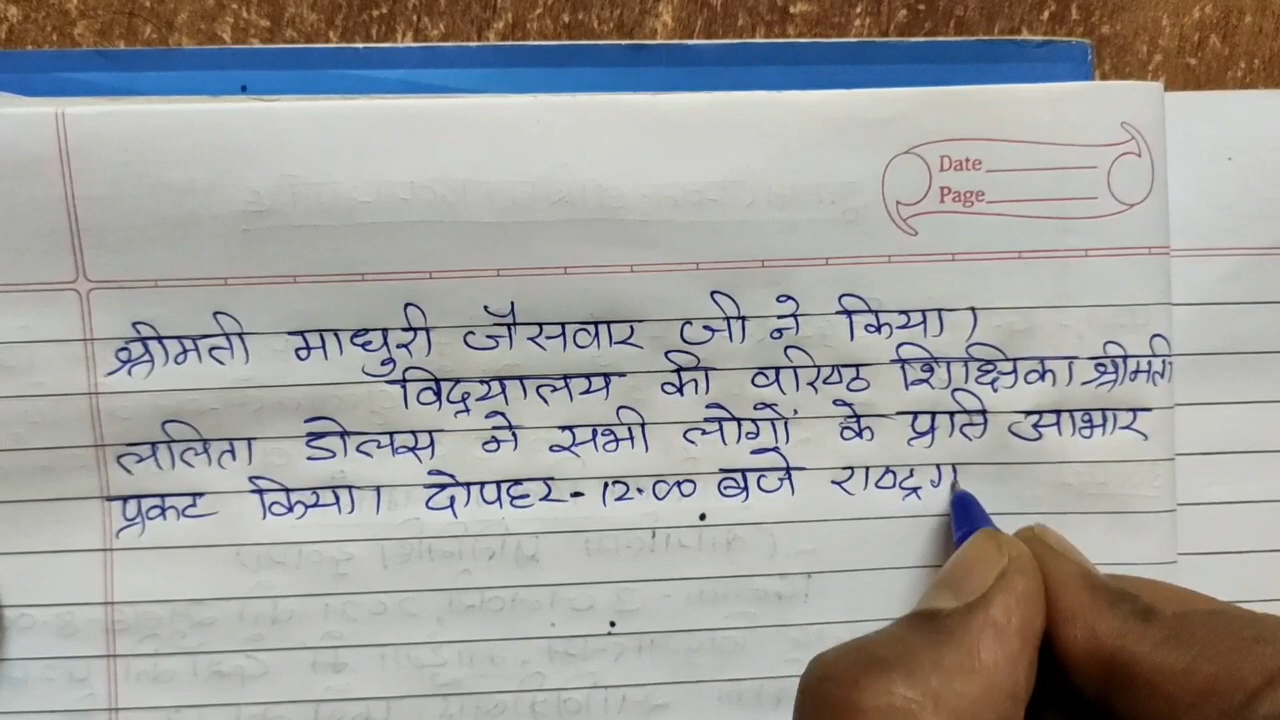 Date
Page
श्रीमती माधुरी जैसवार जी ने किया।
विद्यालय की वरिष्ठ शिक्षिका श्रीमती
ललिता डोलस ने सभी लोगों के प्रति आभार
प्रकट किया। दोपहर - 12.00 बजे राष्ट्रग